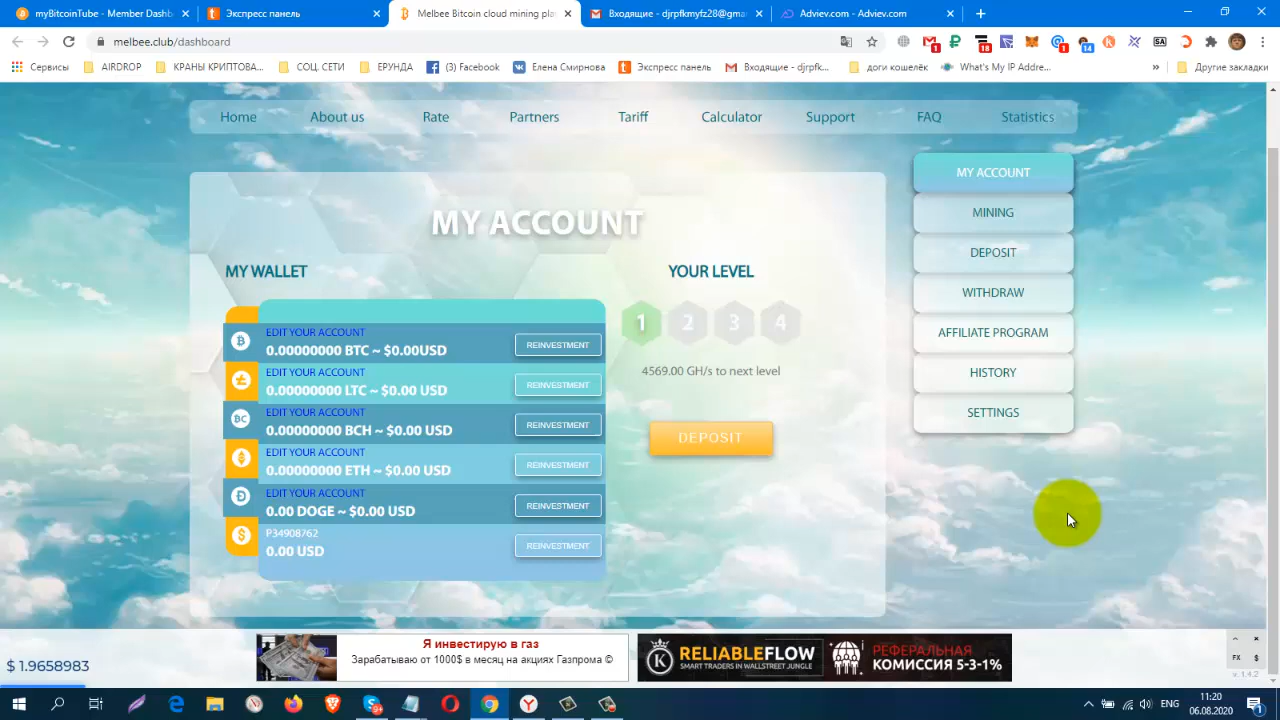 myBitcoinTube - Member Dashb
Экспресс панель
Melbee Bitcoin cloud mining pla
Входящие - djrpfkmyfz28@gma
Adviev.com - Adviev.com
melbee.club/dashboard
Сервисы
AIRDROP
КРАНЫ КРИПТОВА...
СОЦ. СЕТИ
ЕРУНДА
(3) Facebook
Елена Смирнова
Экспресс панель
Входящие - djrpfk...
доги кошелёк
What's My IP Addre...
»
Другие закладки
Home About us Rate Partners Tariff Calculator Support FAQ Statistics
MY ACCOUNT
MINING
DEPOSIT
WITHDRAW
AFFILIATE PROGRAM
HISTORY
SETTINGS
MY ACCOUNT
MY WALLET
EDIT YOUR ACCOUNT
0.00000000 BTC ~ $0.00USD
REINVESTMENT
EDIT YOUR ACCOUNT
0.00000000 LTC ~ $0.00 USD
REINVESTMENT
EDIT YOUR ACCOUNT
0.00000000 BCH ~ $0.00 USD
REINVESTMENT
EDIT YOUR ACCOUNT
0.00000000 ETH ~ $0.00 USD
REINVESTMENT
EDIT YOUR ACCOUNT
0.00 DOGE ~ $0.00 USD
REINVESTMENT
P34908762
0.00 USD
REINVESTMENT
YOUR LEVEL
1 2 3 4
4569.00 GH/s to next level
DEPOSIT
$ 1.9658983
Я инвестирую в газ
Зарабатываю от 1000$ в месяц на акциях Газпрома ©
RELIABLEFLOW
SMART TRADERS IN WALLSTREET JUNGLE
РЕФЕРАЛЬНАЯ
КОМИССИЯ 5-3-1%
FX
v. 1.4.2
ENG
11:20
06.08.2020